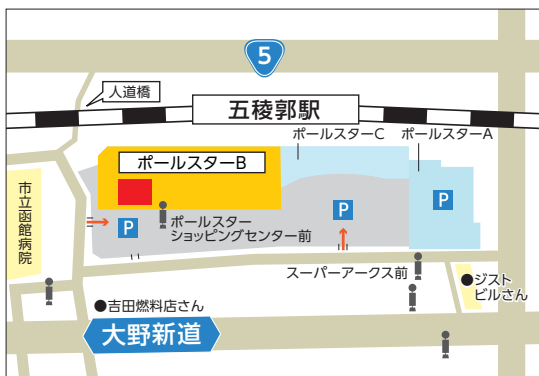 5
人道橋
五稜郭駅
ポールスターC
ポールスターA
ポールスターB
市立函館病院
P
P
P
ポールスター
ショッピングセンター前
スーパーアークス前
ジスト
ビルさん
吉田燃料店さん
大野新道